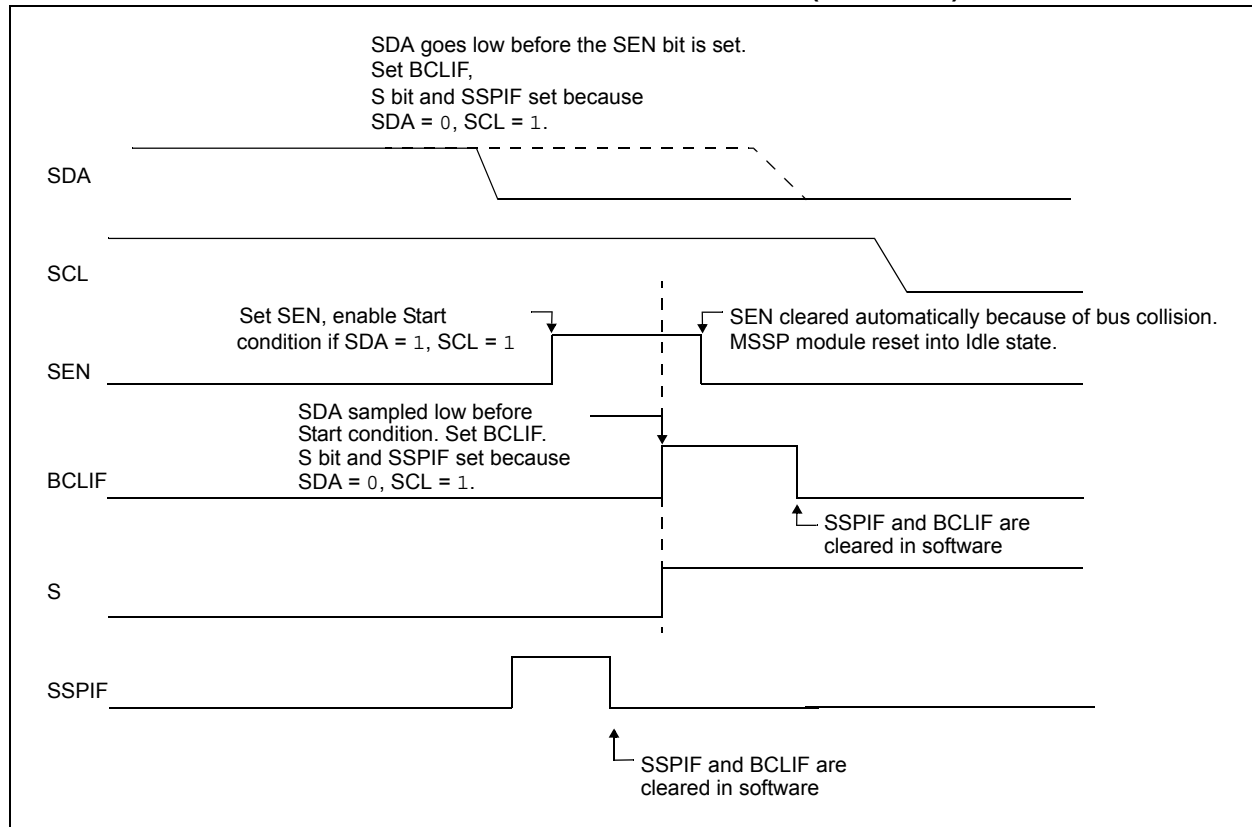 SDA goes low before the SEN bit is set.
Set BCLIF,
S bit and SSPIF set because
SDA = 0, SCL = 1.
SDA
SCL
Set SEN, enable Start
condition if SDA = 1, SCL = 1
SEN cleared automatically because of bus collision.
MSSP module reset into Idle state.
SEN
SDA sampled low before
Start condition. Set BCLIF.
S bit and SSPIF set because
SDA = 0, SCL = 1.
BCLIF
SSPIF and BCLIF are
cleared in software
S
SSPIF
SSPIF and BCLIF are
cleared in software